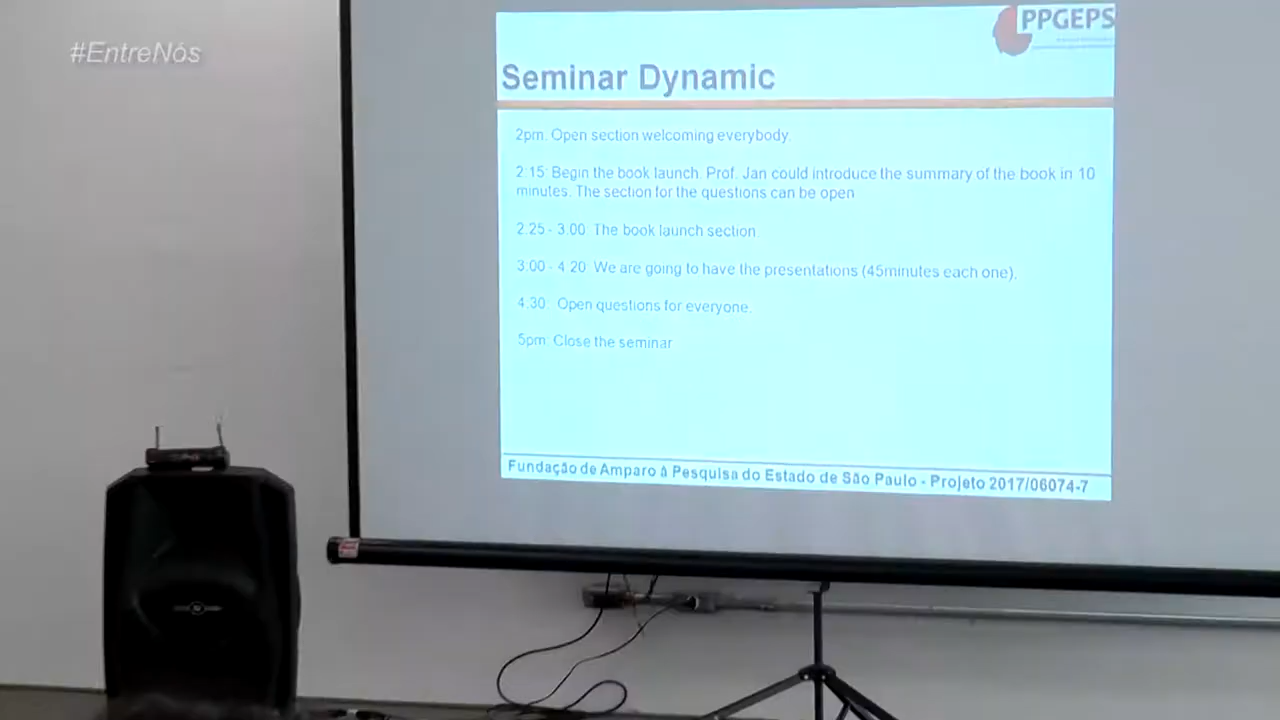 #EntreNós
PPGEPS
Seminar Dynamic
2pm: Open section welcoming everybody.
2:15: Begin the book launch. Prof. Jan could introduce the summary of the book in 10
minutes. The section for the questions can be open
2.25 - 3.00 The book launch section
3:00 - 4.20 We are going to have the presentations (45minutes each one).
4.30 Open questions for everyone.
5pm: Close the seminar
Fundação de Amparo à Pesquisa do Estado de São Paulo - Projeto 2017/06074-7